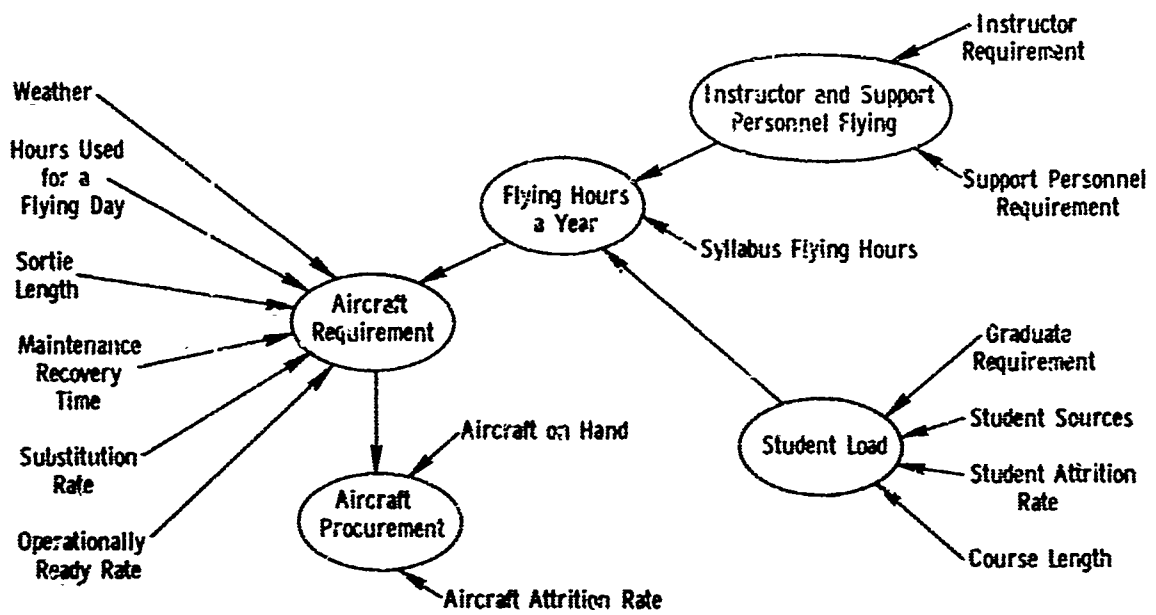 Instructor
Requirement
Instructor and Support
Personnel Flying
Support Personnel
Requirement
Weather
Hours Used
for a
Flying Day
Sortie
Length
Maintenance
Recovery
Time
Substitution
Rate
Operationally
Ready Rate
Flying Hours
a Year
Syllabus Flying Hours
Aircraft
Requirement
Aircraft on Hand
Aircraft
Procurement
Aircraft Attrition Rate
Graduate
Requirement
Student Sources
Student Load
Student Attrition
Rate
Course Length